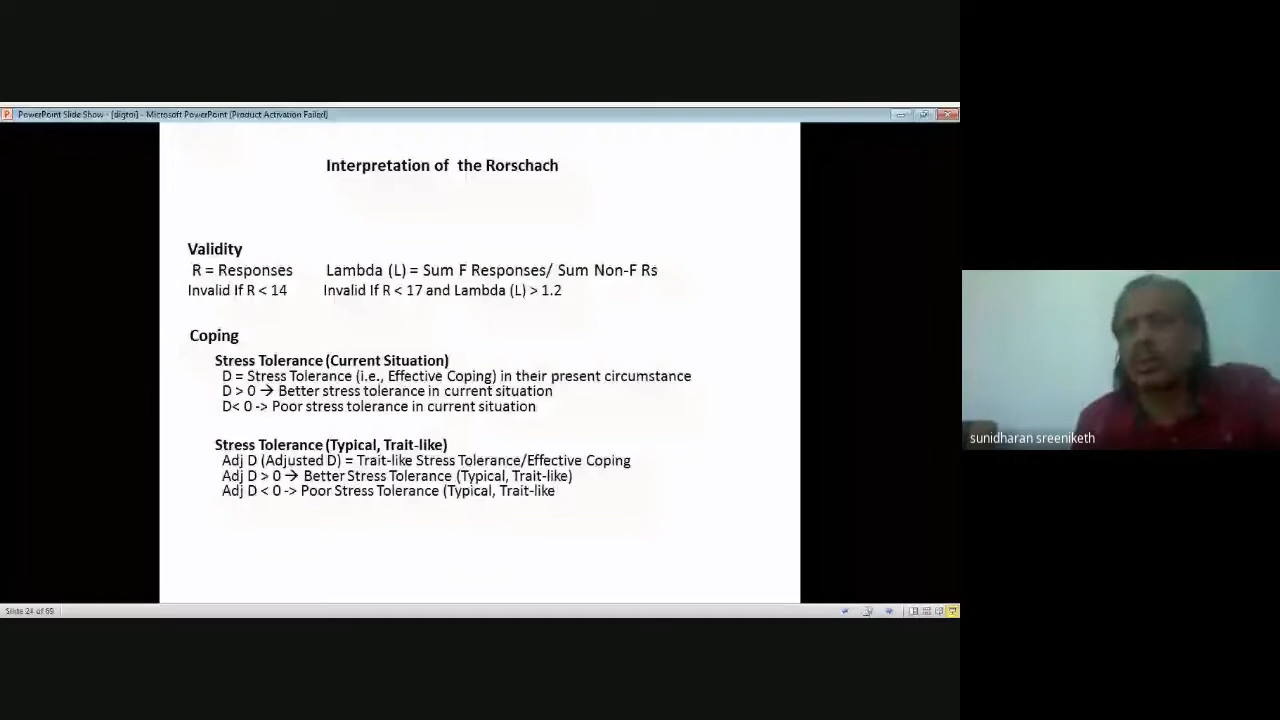 PowerPoint Slide Show - [digtoi] - Microsoft PowerPoint [Product Activation Failed]
Interpretation of the Rorschach
Validity
R = Responses Lambda (L) = Sum F Responses/ Sum Non-F Rs
Invalid If R < 14 Invalid If R < 17 and Lambda (L) > 1.2
Coping
Stress Tolerance (Current Situation)
D = Stress Tolerance (i.e., Effective Coping) in their present circumstance
D > 0 → Better stress tolerance in current situation
D< 0 -> Poor stress tolerance in current situation
Stress Tolerance (Typical, Trait-like)
Adj D (Adjusted D) = Trait-like Stress Tolerance/Effective Coping
Adj D > 0 → Better Stress Tolerance (Typical, Trait-like)
Adj D < 0 -> Poor Stress Tolerance (Typical, Trait-like
sunidharan sreeniketh
Slide 24 of 69